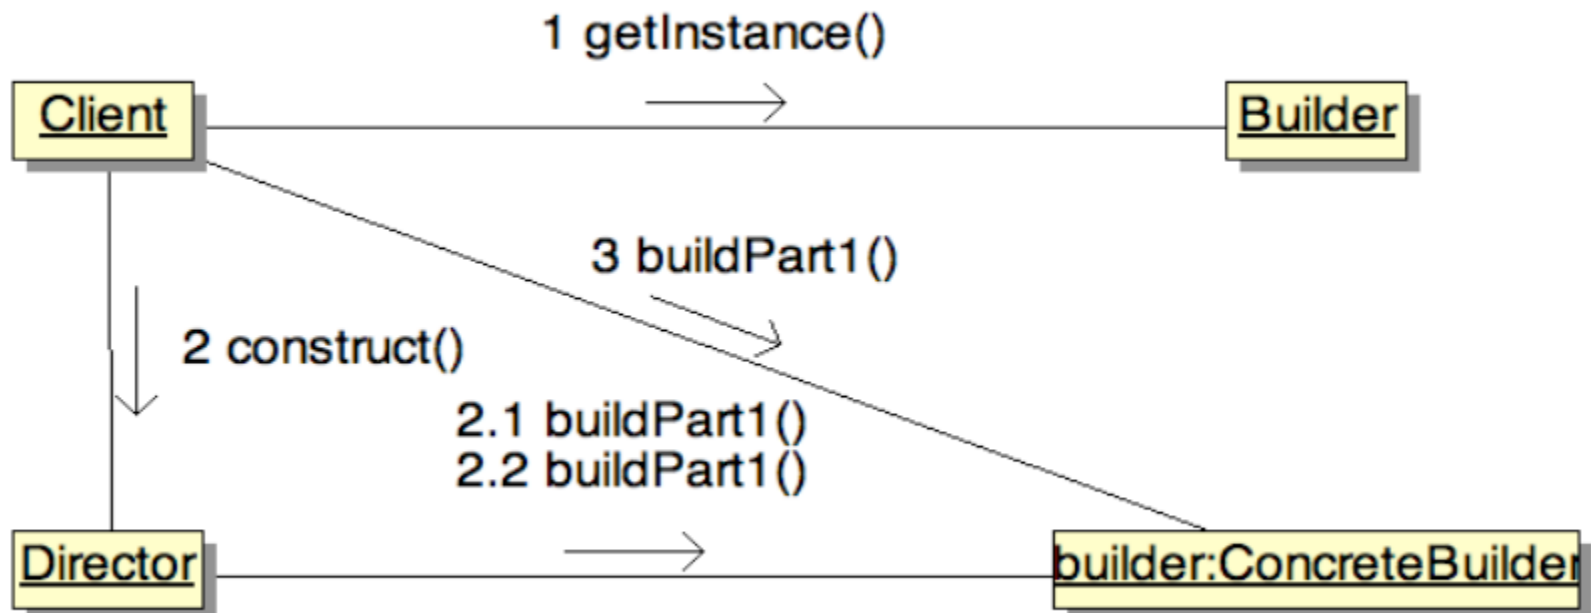 1 getInstance()
Client
Builder
3 buildPart1()
2 construct()
2.1 buildPart1()
2.2 buildPart1()
Director
builder:ConcreteBuilder